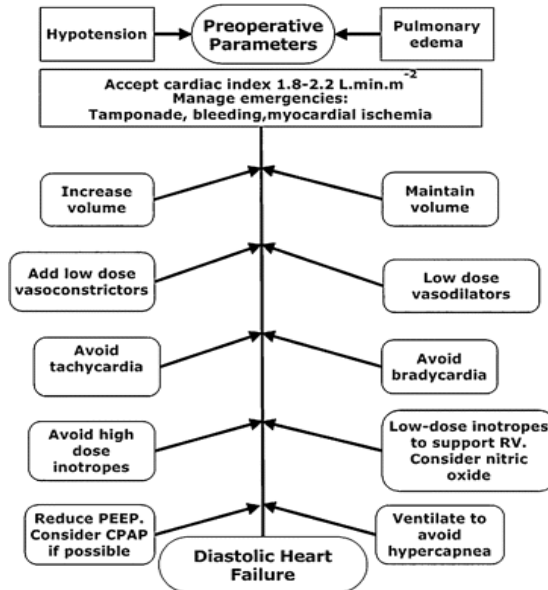 Hypotension
Preoperative
Parameters
Pulmonary
edema
Accept cardiac index 1.8-2.2 L.min.m-2
Manage emergencies:
Tamponade, bleeding,myocardial ischemia
Increase
volume
Maintain
volume
Add low dose
vasoconstrictors
Low dose
vasodilators
Avoid
tachycardia
Avoid
bradycardia
Avoid high
dose
inotropes
Low-dose inotropes
to support RV.
Consider nitric
oxide
Reduce PEEP.
Consider CPAP
if possible
Ventilate to
avoid
hypercapnea
Diastolic Heart
Failure